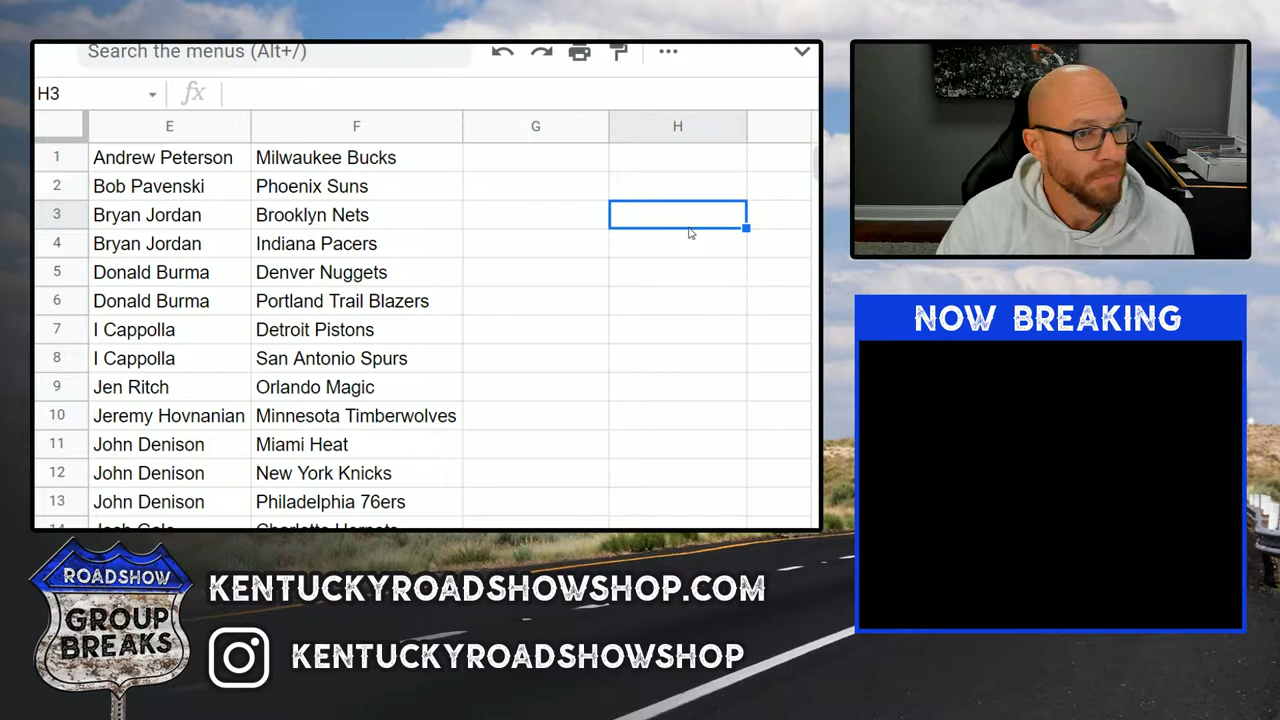 Search the menus (Alt+/)
H3 fx
E F G H
1 Andrew Peterson Milwaukee Bucks
2 Bob Pavenski Phoenix Suns
3 Bryan Jordan Brooklyn Nets
4 Bryan Jordan Indiana Pacers
5 Donald Burma Denver Nuggets
6 Donald Burma Portland Trail Blazers
7 I Cappolla Detroit Pistons
8 I Cappolla San Antonio Spurs
9 Jen Ritch Orlando Magic
10 Jeremy Hovnanian Minnesota Timberwolves
11 John Denison Miami Heat
12 John Denison New York Knicks
13 John Denison Philadelphia 76ers
NOW BREAKING
ROADSHOW
GROUP
BREAKS
KENTUCKYROADSHOWSHOP.COM
KENTUCKYROADSHOWSHOP